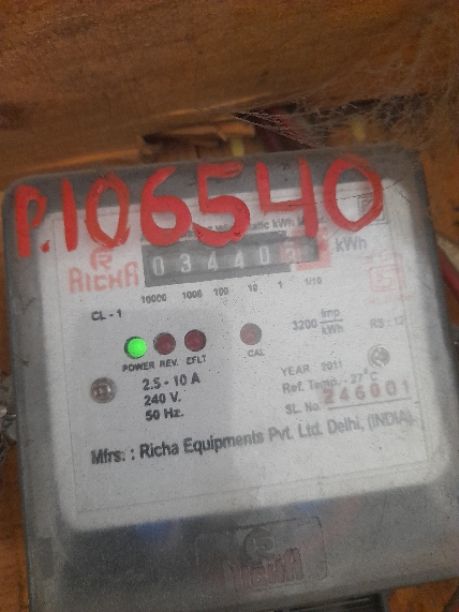 P.106540
RICHA
03440
kWh
10000 1000 100 10 1 1/10
CL - 1
3200 Imp/kWh
POWER REV. EFLT CAL
2.5 - 10 A
240 V.
50 Hz.
YEAR 2011
Ref. Temp. - 27°C
SL. No. 246001
Mfrs. : Richa Equipments Pvt. Ltd. Delhi, (INDIA)
RICHA